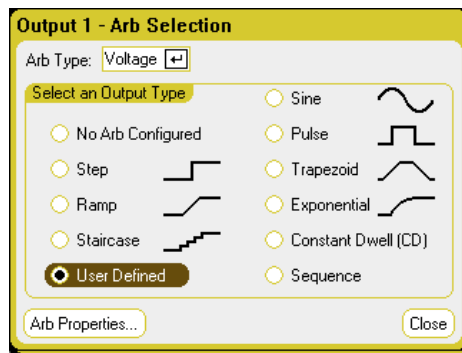 Output 1 - Arb Selection
Arb Type: Voltage
Select an Output Type
No Arb Configured
Step
Ramp
Staircase
User Defined
Sine
Pulse
Trapezoid
Exponential
Constant Dwell (CD)
Sequence
Arb Properties...
Close